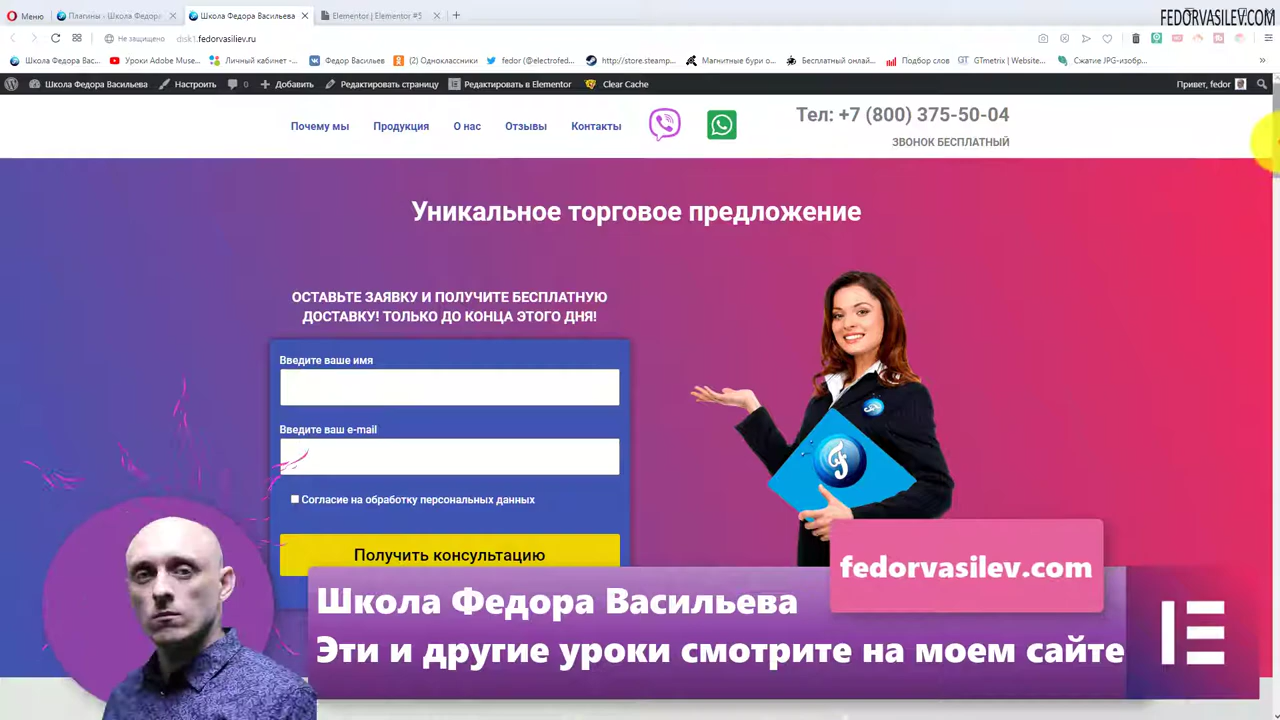 Меню
Плагины - Школа Федора
Школа Федора Васильева
Elementor | Elementor #5
FEDORVASILEV.COM
Не защищено
disk1.fedorvasiliev.ru
Школа Федора Вас...
Уроки Adobe Muse...
Личный кабинет -...
Федор Васильев
(2) Одноклассники
fedor (@electrofed...
http://store.steamp...
Магнитные бури о...
Бесплатный онлай...
Подбор слов
GTmetrix | Website...
Сжатие JPG-изобр...
Школа Федора Васильева
Настроить
0
Добавить
Редактировать страницу
Редактировать в Elementor
Clear Cache
Привет, fedor
Почему мы
Продукция
О нас
Отзывы
Контакты
Тел: +7 (800) 375-50-04
ЗВОНОК БЕСПЛАТНЫЙ
Уникальное торговое предложение
ОСТАВЬТЕ ЗАЯВКУ И ПОЛУЧИТЕ БЕСПЛАТНУЮ
ДОСТАВКУ! ТОЛЬКО ДО КОНЦА ЭТОГО ДНЯ!
Введите ваше имя
Введите ваш e-mail
Согласие на обработку персональных данных
Получить консультацию
fedorvasilev.com
Школа Федора Васильева
Эти и другие уроки смотрите на моем сайте